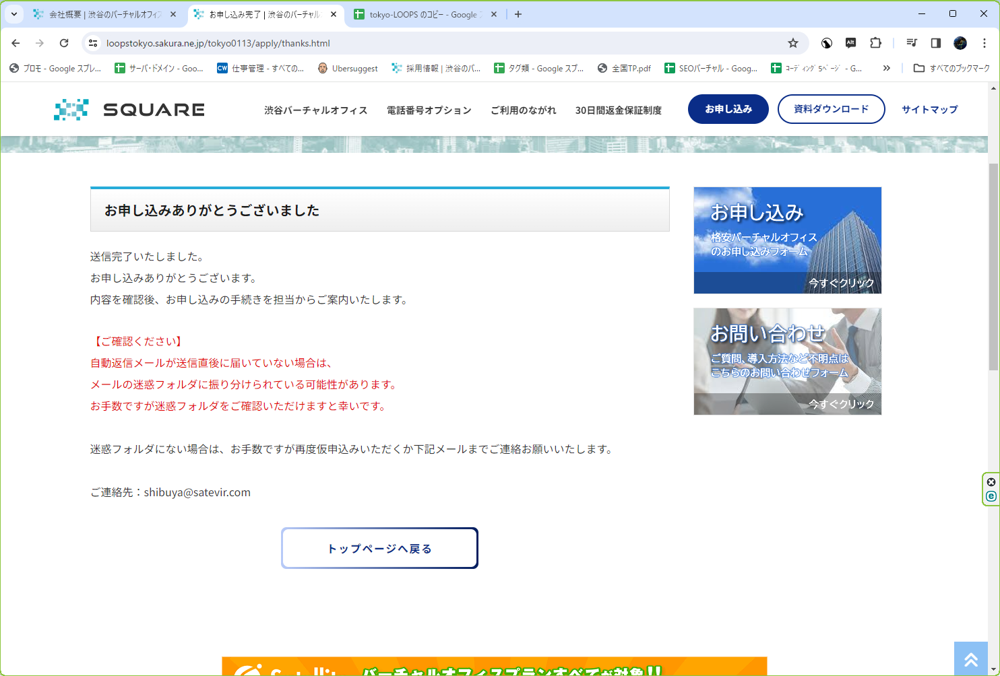 会社概要 | 渋谷のバーチャルオフィス
お申し込み完了 | 渋谷のバーチャル
tokyo-LOOPS のコピー - Google
loopstokyo.sakura.ne.jp/tokyo0113/apply/thanks.html
プロモ - Google スプレ...
サーバ・ドメイン - Goo...
CW 仕事管理 - すべての...
Ubersuggest
採用情報 | 渋谷のバ...
タグ類 - Google スプ...
全国TP.pdf
SEOバーチャル - Goog...
コーディング 5ページ - G...
すべてのブックマーク
SQUARE
渋谷バーチャルオフィス
電話番号オプション
ご利用のながれ
30日間返金保証制度
お申し込み
資料ダウンロード
サイトマップ
お申し込みありがとうございました
送信完了いたしました。
お申し込みありがとうございます。
内容を確認後、お申し込みの手続きを担当からご案内いたします。
【ご確認ください】
自動返信メールが送信直後に届いていない場合は、
メールの迷惑フォルダに振り分けられている可能性があります。
お手数ですが迷惑フォルダをご確認いただけますと幸いです。
迷惑フォルダにない場合は、お手数ですが再度仮申込みいただくか下記メールまでご連絡お願いいたします。
ご連絡先：shibuya@satevir.com
トップページへ戻る
お申し込み
格安バーチャルオフィス
のお申し込みフォーム
今すぐクリック
お問い合わせ
ご質問、導入方法など不明点は
こちらのお問い合わせフォーム
今すぐクリック
バーチャルオフィスプランすべてが対象!!